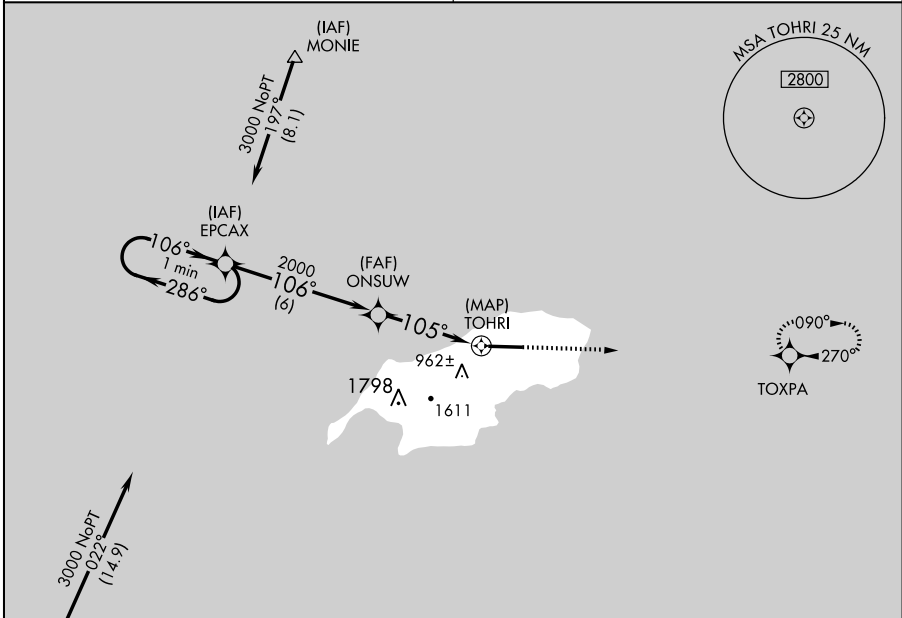 (IAF)
MONIE
3000 NoPT
197°
(8.1)
MSA TOHRI 25 NM
2800
(IAF)
EPCAX
106°
1 min
286°
2000
106°
(6)
(FAF)
ONSUW
105°
(MAP)
TOHRI
962±
1798
1611
090°
270°
TOXPA
3000 NoPT
022°
(14.9)